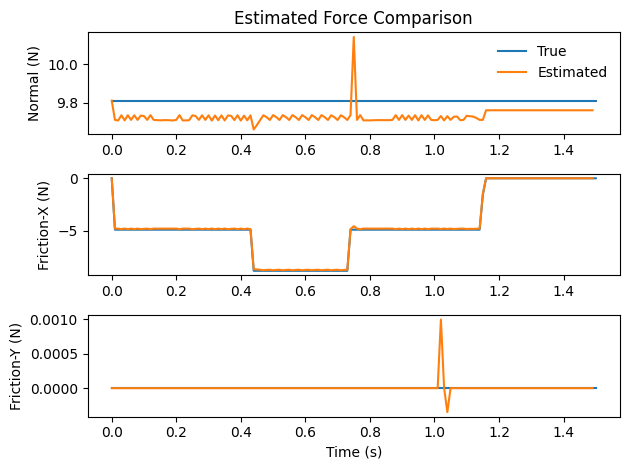 Estimated Force Comparison
Normal (N)
10.0
9.8
True
Estimated
0.0 0.2 0.4 0.6 0.8 1.0 1.2 1.4
Friction-X (N)
0
−5
0.0 0.2 0.4 0.6 0.8 1.0 1.2 1.4
Friction-Y (N)
0.0010
0.0005
0.0000
0.0 0.2 0.4 0.6 0.8 1.0 1.2 1.4
Time (s)